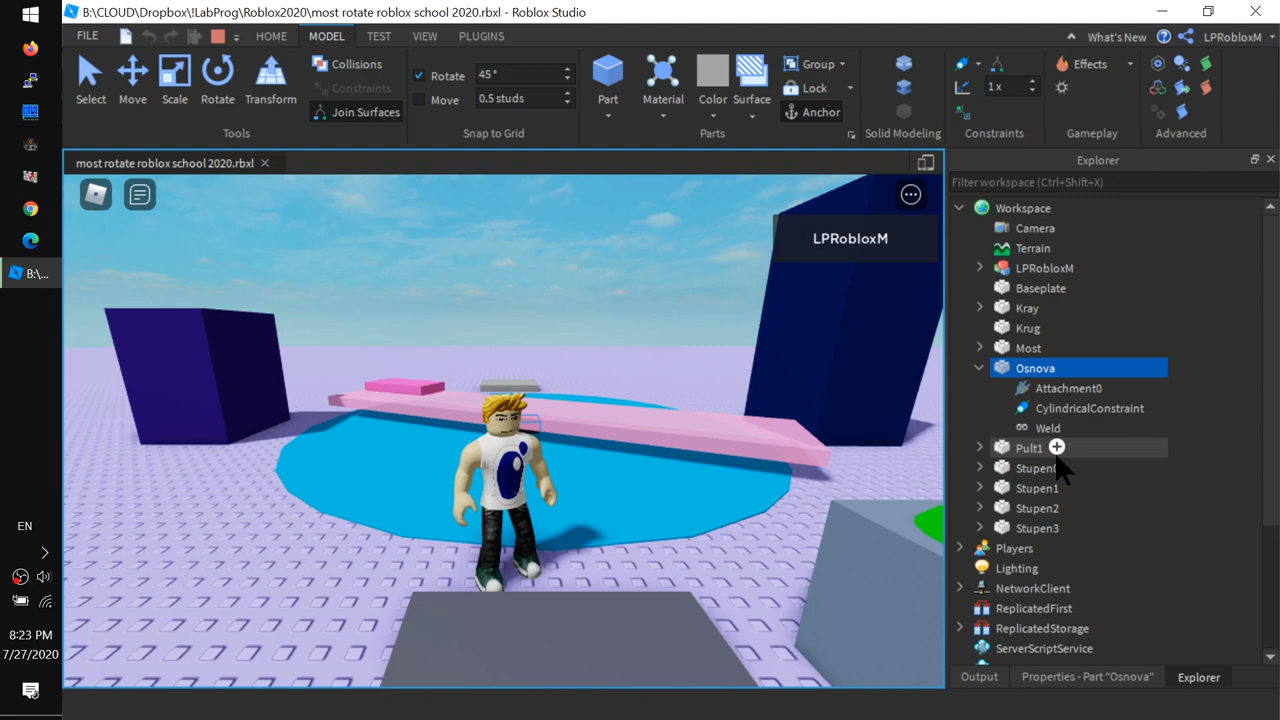 B:\CLOUD\Dropbox\!LabProg\Roblox2020\most rotate roblox school 2020.rbxl - Roblox Studio
FILE HOME MODEL TEST VIEW PLUGINS What's New LPRobloxM
Select Move Scale Rotate Transform
Collisions
Constraints
Join Surfaces
Tools
Rotate 45°
Move 0.5 studs
Snap to Grid
Part Material Color Surface
Group
Lock
Anchor
Parts
Solid Modeling
1 x
Constraints
Effects
Gameplay
Advanced
most rotate roblox school 2020.rbxl
LPRobloxM
Explorer
Filter workspace (Ctrl+Shift+X)
Workspace
Camera
Terrain
LPRobloxM
Baseplate
Kray
Krug
Most
Osnova
Attachment0
CylindricalConstraint
Weld
Pult1
Stupen
Stupen1
Stupen2
Stupen3
Players
Lighting
NetworkClient
ReplicatedFirst
ReplicatedStorage
ServerScriptService
Output Properties - Part "Osnova" Explorer
B:\...
EN
8:23 PM
7/27/2020